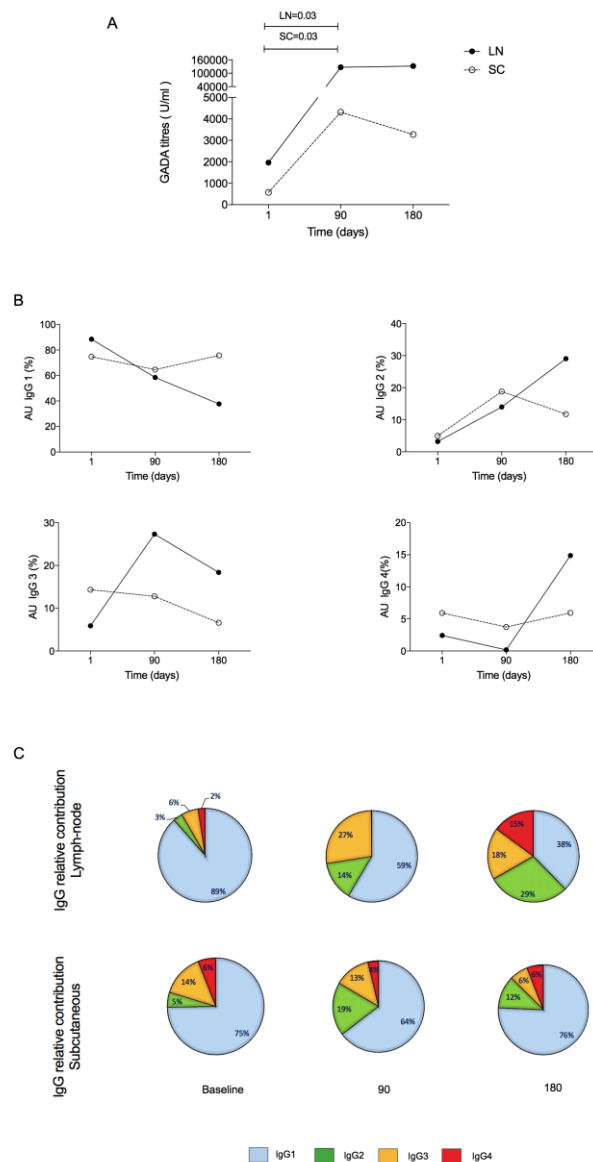 A
LN=0.03
SC=0.03
160000
100000
40000
5000
4000
3000
2000
1000
0
GADA titres ( U/ml )
1 90 180
Time (days)
LN
SC
B
100
80
60
40
20
0
AU IgG 1 (%)
1 90 180
Time (days)
40
30
20
10
0
AU IgG 2 (%)
1 90 180
Time (days)
30
20
10
0
AU IgG 3 (%)
1 90 180
Time (days)
20
15
10
5
0
AU IgG 4(%)
1 90 180
Time (days)
C
IgG relative contribution
Lymph-node
3% 6% 2%
89%
27%
14%
59%
15%
18%
29%
38%
IgG relative contribution
Subcutaneous
6%
14%
5%
75%
4%
13%
19%
64%
6%
6%
12%
76%
Baseline 90 180
IgG1 IgG2 IgG3 IgG4